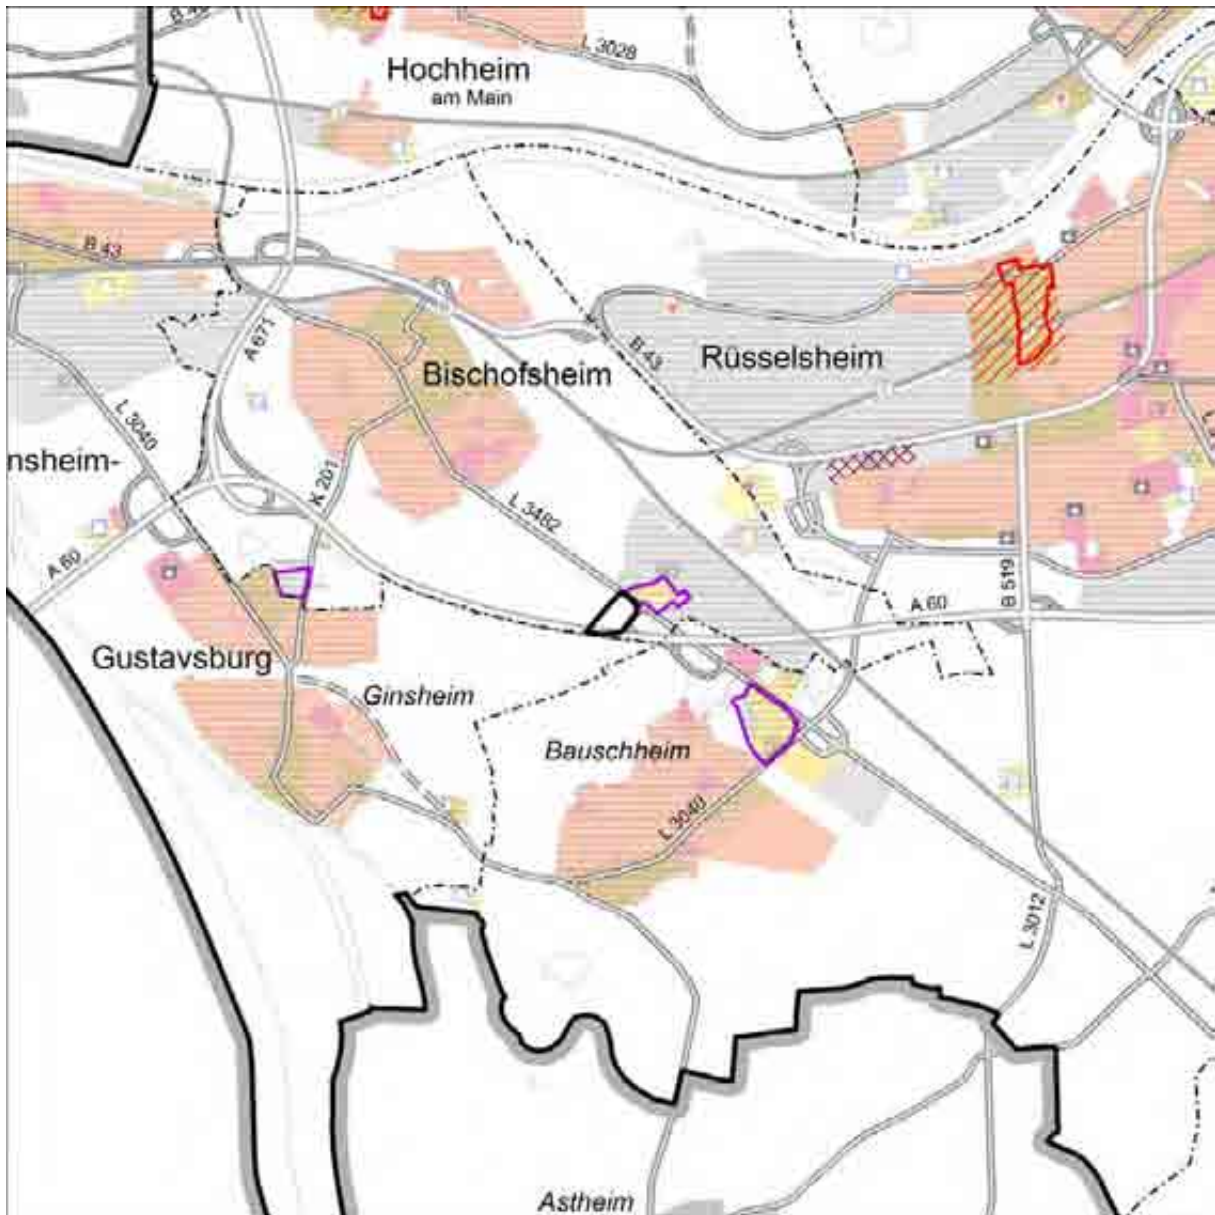 L 3028
Hochheim
am Main
B 43
A 671
B 43
Rüsselsheim
Bischofsheim
L 3040
nsheim-
K 201
L 3482
A 60
B 519
A 60
Gustavsburg
Ginsheim
Bauschheim
L 3040
L 3012
Astheim